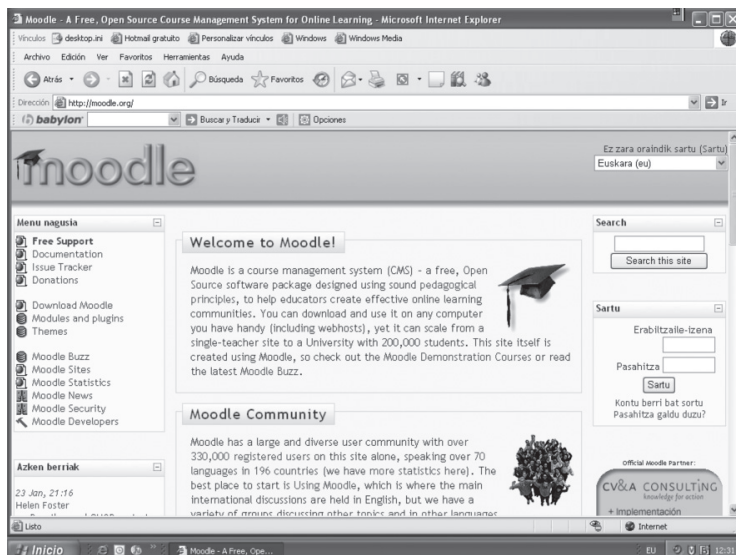 Moodle - A Free, Open Source Course Management System for Online Learning - Microsoft Internet Explorer
Vínculos desktop.ini Hotmail gratuito Personalizar vínculos Windows Windows Media
Archivo Edición Ver Favoritos Herramientas Ayuda
Atrás Búsqueda Favoritos
Dirección http://moodle.org/ Ir
babylon Buscar y Traducir Opciones
moodle
Ez zara oraindik sartu (Sartu)
Euskara (eu)
Menu nagusia
Free Support
Documentation
Issue Tracker
Donations
Download Moodle
Modules and plugins
Themes
Moodle Buzz
Moodle Sites
Moodle Statistics
Moodle News
Moodle Security
Moodle Developers
Azken berriak
23 Jan, 21:16
Helen Foster
Welcome to Moodle!
Moodle is a course management system (CMS) - a free, Open
Source software package designed using sound pedagogical
principles, to help educators create effective online learning
communities. You can download and use it on any computer
you have handy (including webhosts), yet it can scale from a
single-teacher site to a University with 200,000 students. This site itself is
created using Moodle, so check out the Moodle Demonstration Courses or read
the latest Moodle Buzz.
Moodle Community
Moodle has a large and diverse user community with over
330,000 registered users on this site alone, speaking over 70
languages in 196 countries (we have more statistics here). The
best place to start is Using Moodle, which is where the main
international discussions are held in English, but we have a
variety of groups discussing other topics and in other languages
Search
Search this site
Sartu
Erabiltzaile-izena
Pasahitza
Sartu
Kontu berri bat sortu
Pasahitza galdu duzu?
Official Moodle Partner:
CV&A CONSULTING
knowledge for action
+ Implementación
Listo Internet
Inicio Moodle - A Free, Ope... EU 12:31